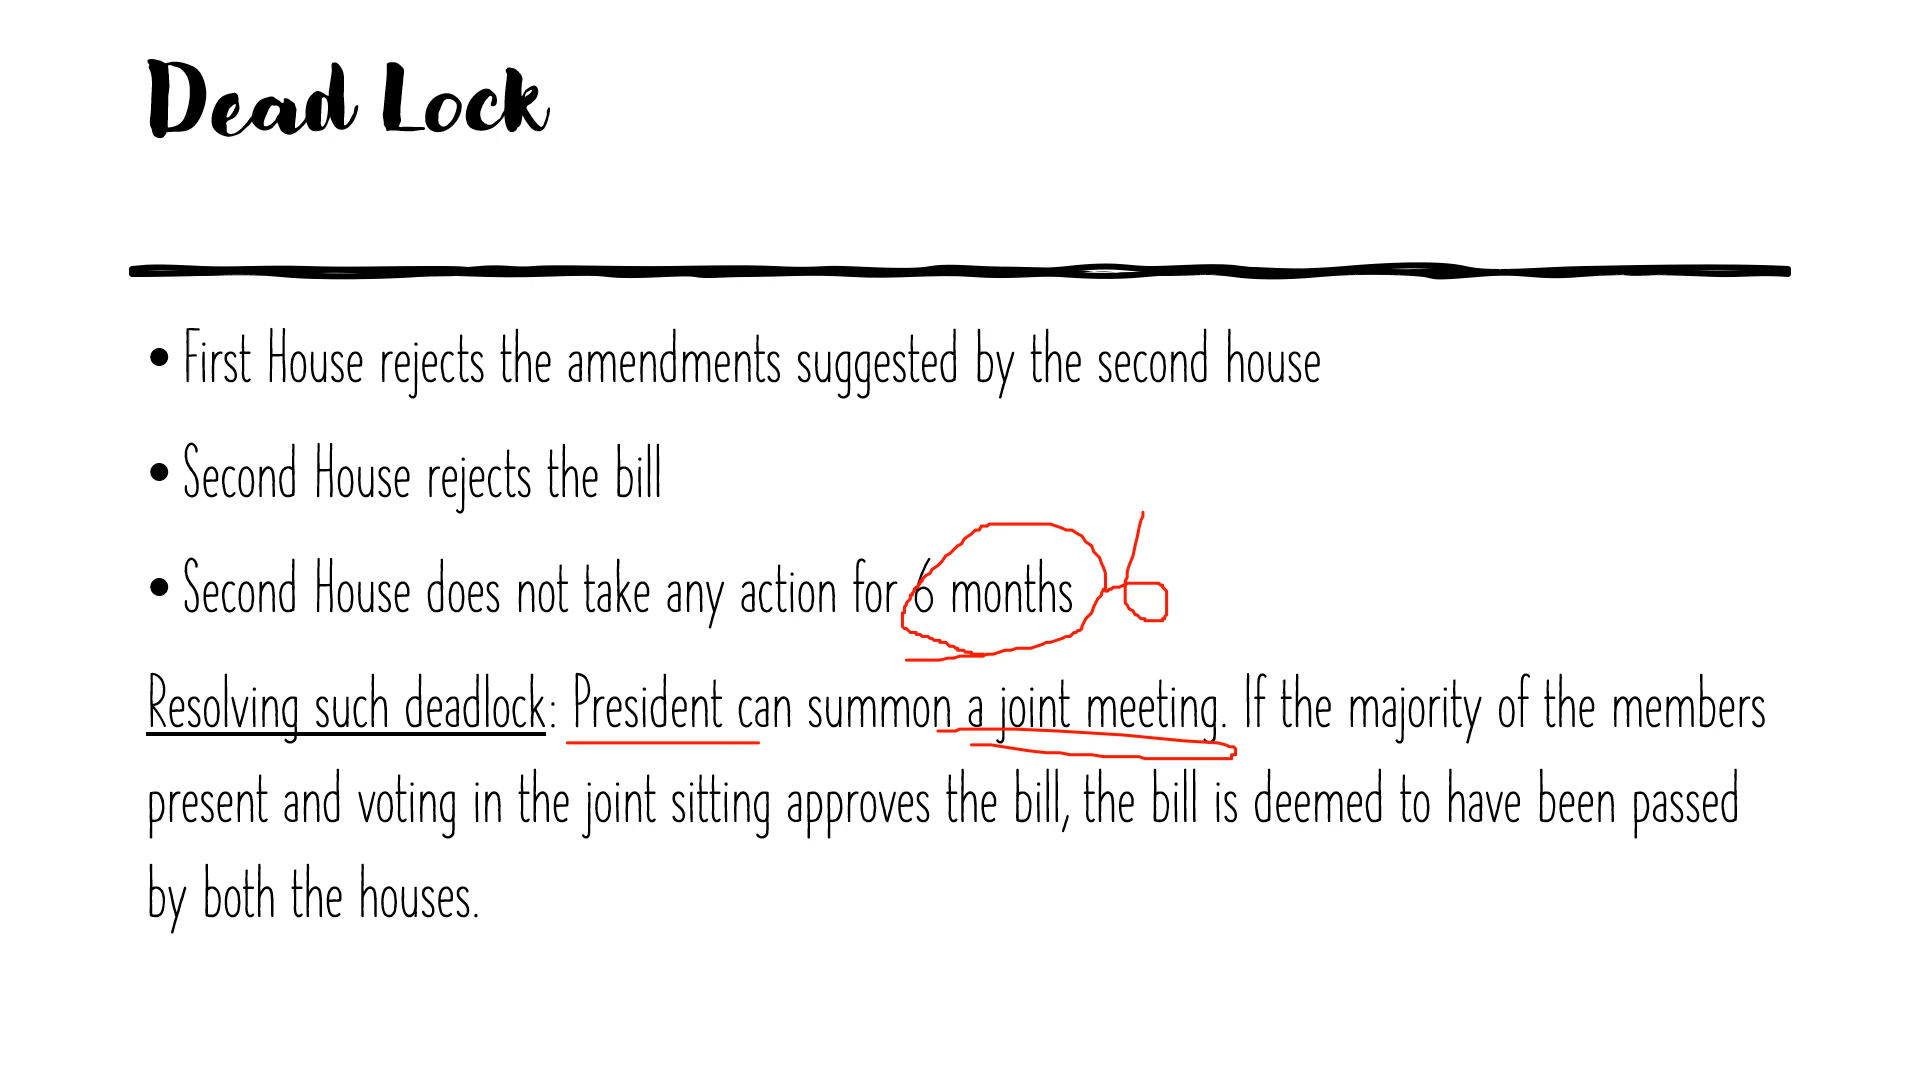 Dead Lock
• First House rejects the amendments suggested by the second house
• Second House rejects the bill
• Second House does not take any action for 6 months 6
Resolving such deadlock: President can summon a joint meeting. If the majority of the members
present and voting in the joint sitting approves the bill, the bill is deemed to have been passed
by both the houses.